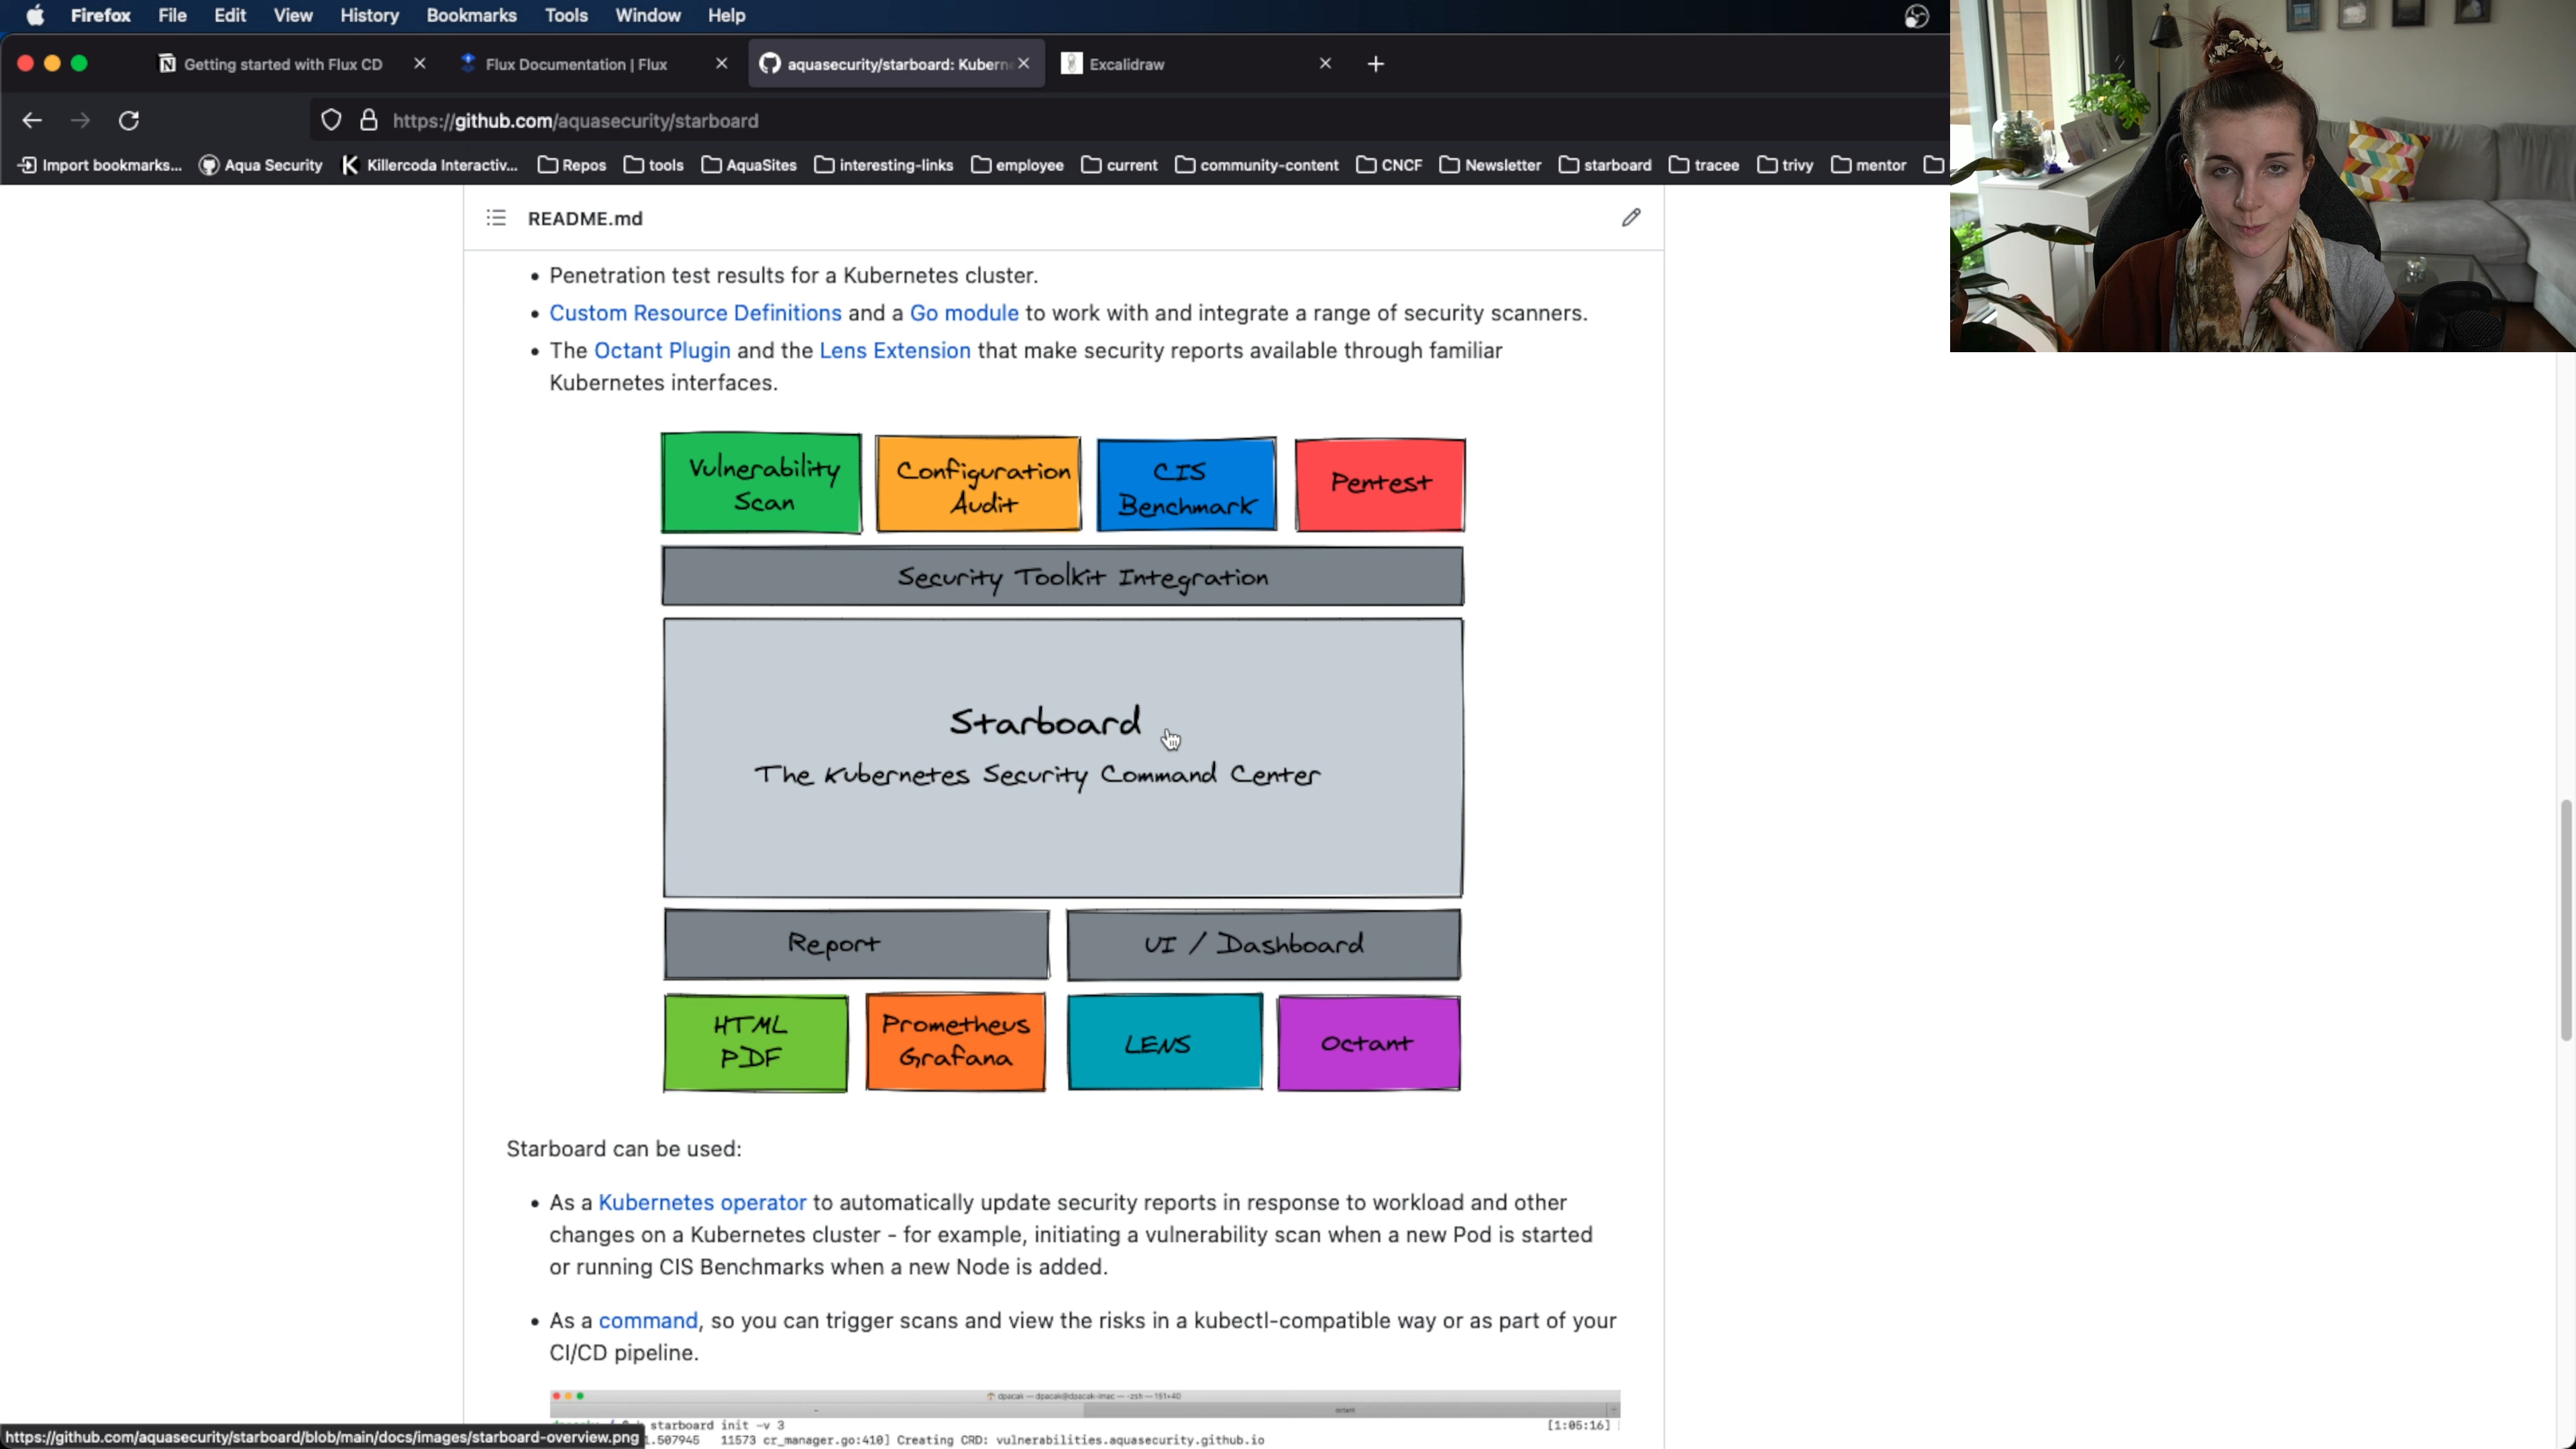 Firefox File Edit View History Bookmarks Tools Window Help
Getting started with Flux CD
Flux Documentation | Flux
aquasecurity/starboard: Kubern
Excalidraw
https://github.com/aquasecurity/starboard
Import bookmarks... Aqua Security Killercoda Interactiv... Repos tools AquaSites interesting-links employee current community-content CNCF Newsletter starboard tracee trivy mentor
README.md
• Penetration test results for a Kubernetes cluster.
• Custom Resource Definitions and a Go module to work with and integrate a range of security scanners.
• The Octant Plugin and the Lens Extension that make security reports available through familiar
Kubernetes interfaces.
Vulnerability
Scan
Configuration
Audit
CIS
Benchmark
Pentest
Security Toolkit Integration
Starboard
The Kubernetes Security Command Center
Report
UI / Dashboard
HTML
PDF
Prometheus
Grafana
LENS
Octant
Starboard can be used:
• As a Kubernetes operator to automatically update security reports in response to workload and other
changes on a Kubernetes cluster - for example, initiating a vulnerability scan when a new Pod is started
or running CIS Benchmarks when a new Node is added.
• As a command, so you can trigger scans and view the risks in a kubectl-compatible way or as part of your
CI/CD pipeline.
dpacak — dpacak@dpacak-imac — -zsh — 151×40
octant
starboard init -v 3 [1:05:16]
1.507945 11573 cr_manager.go:410] Creating CRD: vulnerabilities.aquasecurity.github.io
https://github.com/aquasecurity/starboard/blob/main/docs/images/starboard-overview.png